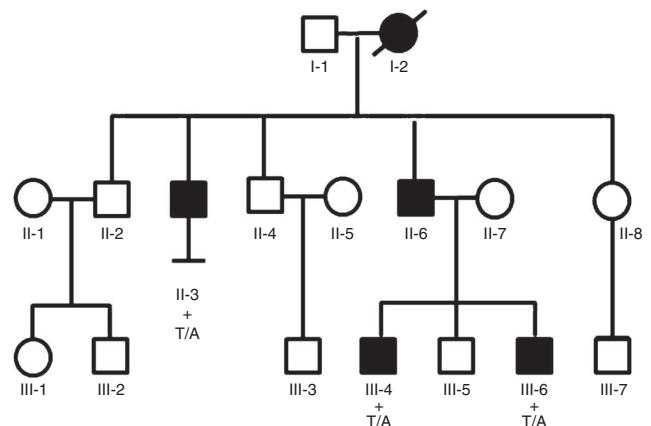 I-1 I-2
II-1 II-2 II-4 II-5 II-6 II-7 II-8
II-3
+
T/A
III-1 III-2 III-3 III-4 III-5 III-6 III-7
+ +
T/A T/A